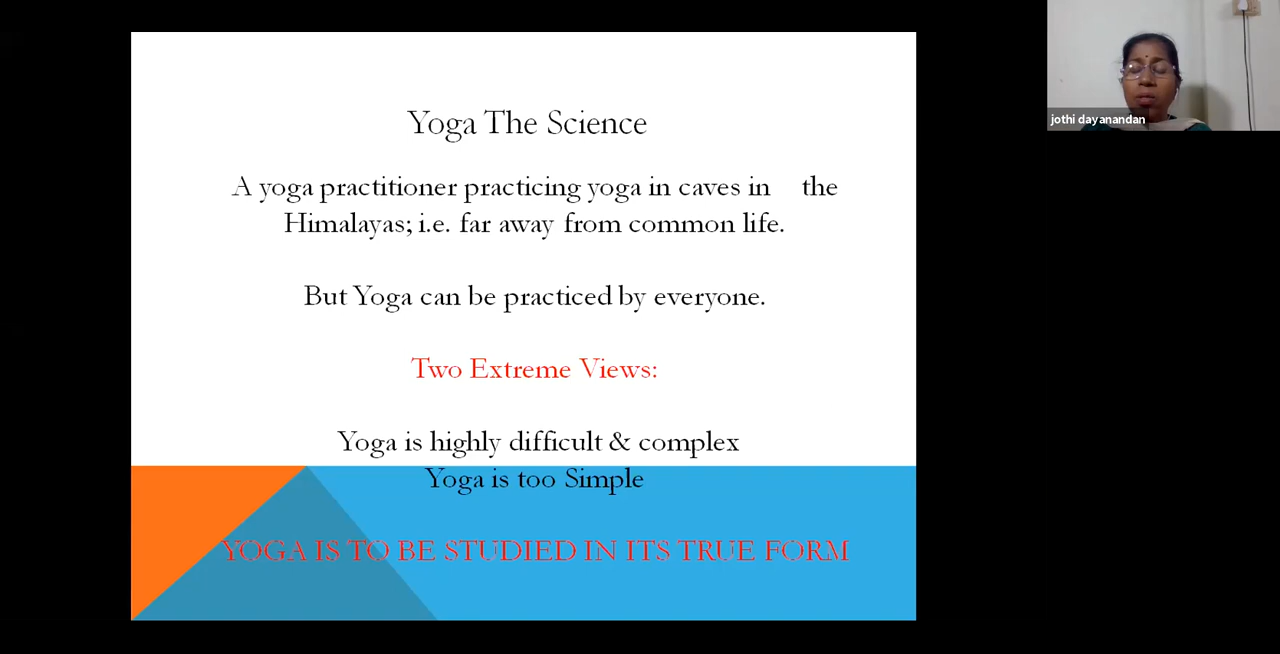 Yoga The Science
A yoga practitioner practicing yoga in caves in the
Himalayas; i.e. far away from common life.
But Yoga can be practiced by everyone.
Two Extreme Views:
Yoga is highly difficult & complex
Yoga is too Simple
YOGA IS TO BE STUDIED IN ITS TRUE FORM
jothi dayanandan